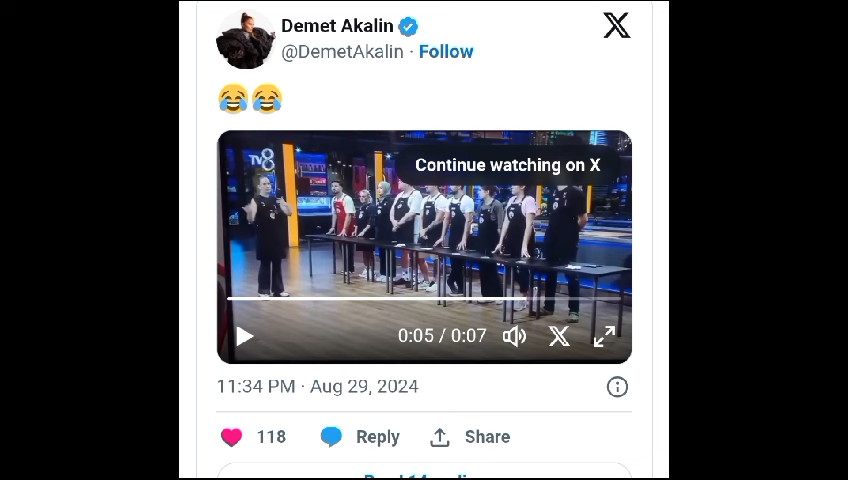 Demet Akalin
@DemetAkalin · Follow
😂😂
TV8
Continue watching on X
0:05 / 0:07
11:34 PM · Aug 29, 2024
118 Reply Share